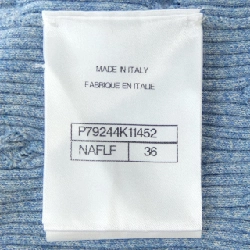 MADE IN ITALY
FABRIQUE EN ITALIE
P79244K11452
NAFLF 36